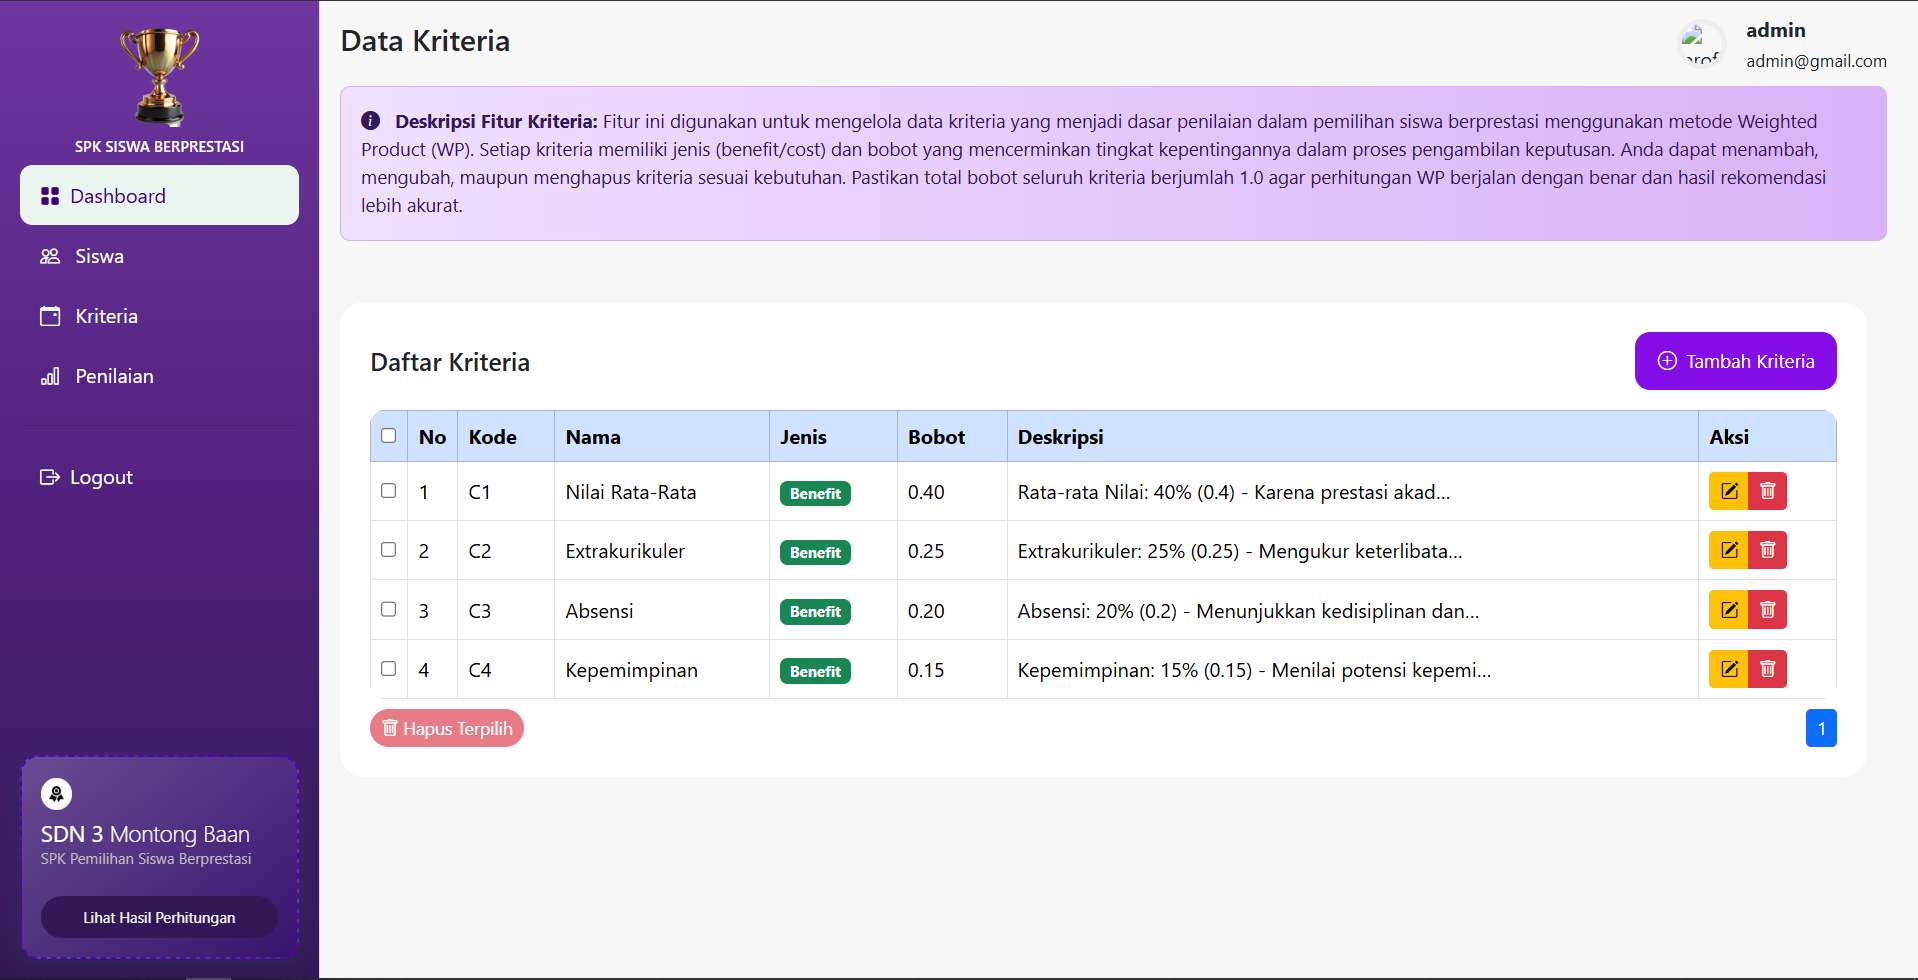 SPK SISWA BERPRESTASI
Dashboard
Siswa
Kriteria
Penilaian
Logout
SDN 3 Montong Baan
SPK Pemilihan Siswa Berprestasi
Lihat Hasil Perhitungan
Data Kriteria
admin
admin@gmail.com
Deskripsi Fitur Kriteria: Fitur ini digunakan untuk mengelola data kriteria yang menjadi dasar penilaian dalam pemilihan siswa berprestasi menggunakan metode Weighted
Product (WP). Setiap kriteria memiliki jenis (benefit/cost) dan bobot yang mencerminkan tingkat kepentingannya dalam proses pengambilan keputusan. Anda dapat menambah,
mengubah, maupun menghapus kriteria sesuai kebutuhan. Pastikan total bobot seluruh kriteria berjumlah 1.0 agar perhitungan WP berjalan dengan benar dan hasil rekomendasi
lebih akurat.
Daftar Kriteria
Tambah Kriteria
No Kode Nama Jenis Bobot Deskripsi Aksi
1 C1 Nilai Rata-Rata Benefit 0.40 Rata-rata Nilai: 40% (0.4) - Karena prestasi akad...
2 C2 Extrakurikuler Benefit 0.25 Extrakurikuler: 25% (0.25) - Mengukur keterlibata...
3 C3 Absensi Benefit 0.20 Absensi: 20% (0.2) - Menunjukkan kedisiplinan dan...
4 C4 Kepemimpinan Benefit 0.15 Kepemimpinan: 15% (0.15) - Menilai potensi kepemi...
Hapus Terpilih
1